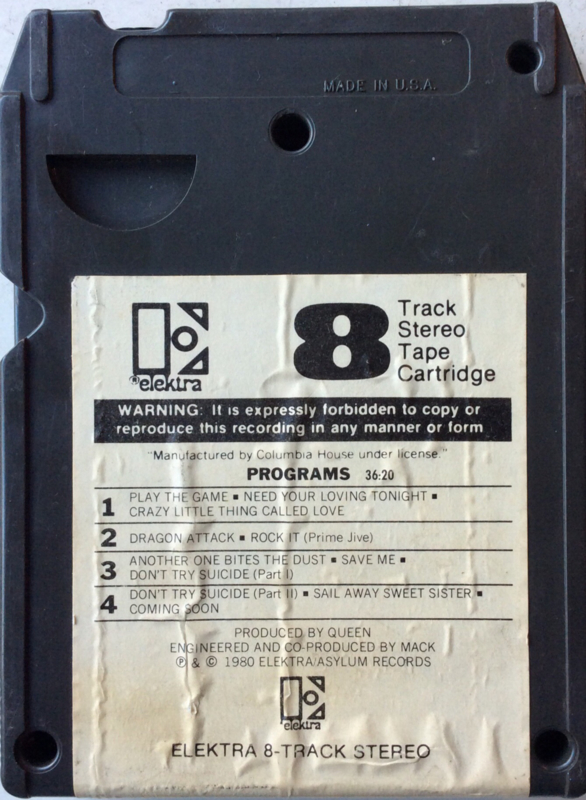 MADE IN U.S.A.
8 Track
Stereo
Tape
Cartridge
® elektra
WARNING: It is expressly forbidden to copy or
reproduce this recording in any manner or form
"Manufactured by Columbia House under license."
PROGRAMS 36:20
1 PLAY THE GAME ▪ NEED YOUR LOVING TONIGHT ▪
CRAZY LITTLE THING CALLED LOVE
2 DRAGON ATTACK ▪ ROCK IT (Prime Jive)
3 ANOTHER ONE BITES THE DUST ▪ SAVE ME ▪
DON'T TRY SUICIDE (Part I)
4 DON'T TRY SUICIDE (Part II) ▪ SAIL AWAY SWEET SISTER ▪
COMING SOON
PRODUCED BY QUEEN
ENGINEERED AND CO-PRODUCED BY MACK
℗ & © 1980 ELEKTRA/ASYLUM RECORDS
elektra
ELEKTRA 8-TRACK STEREO